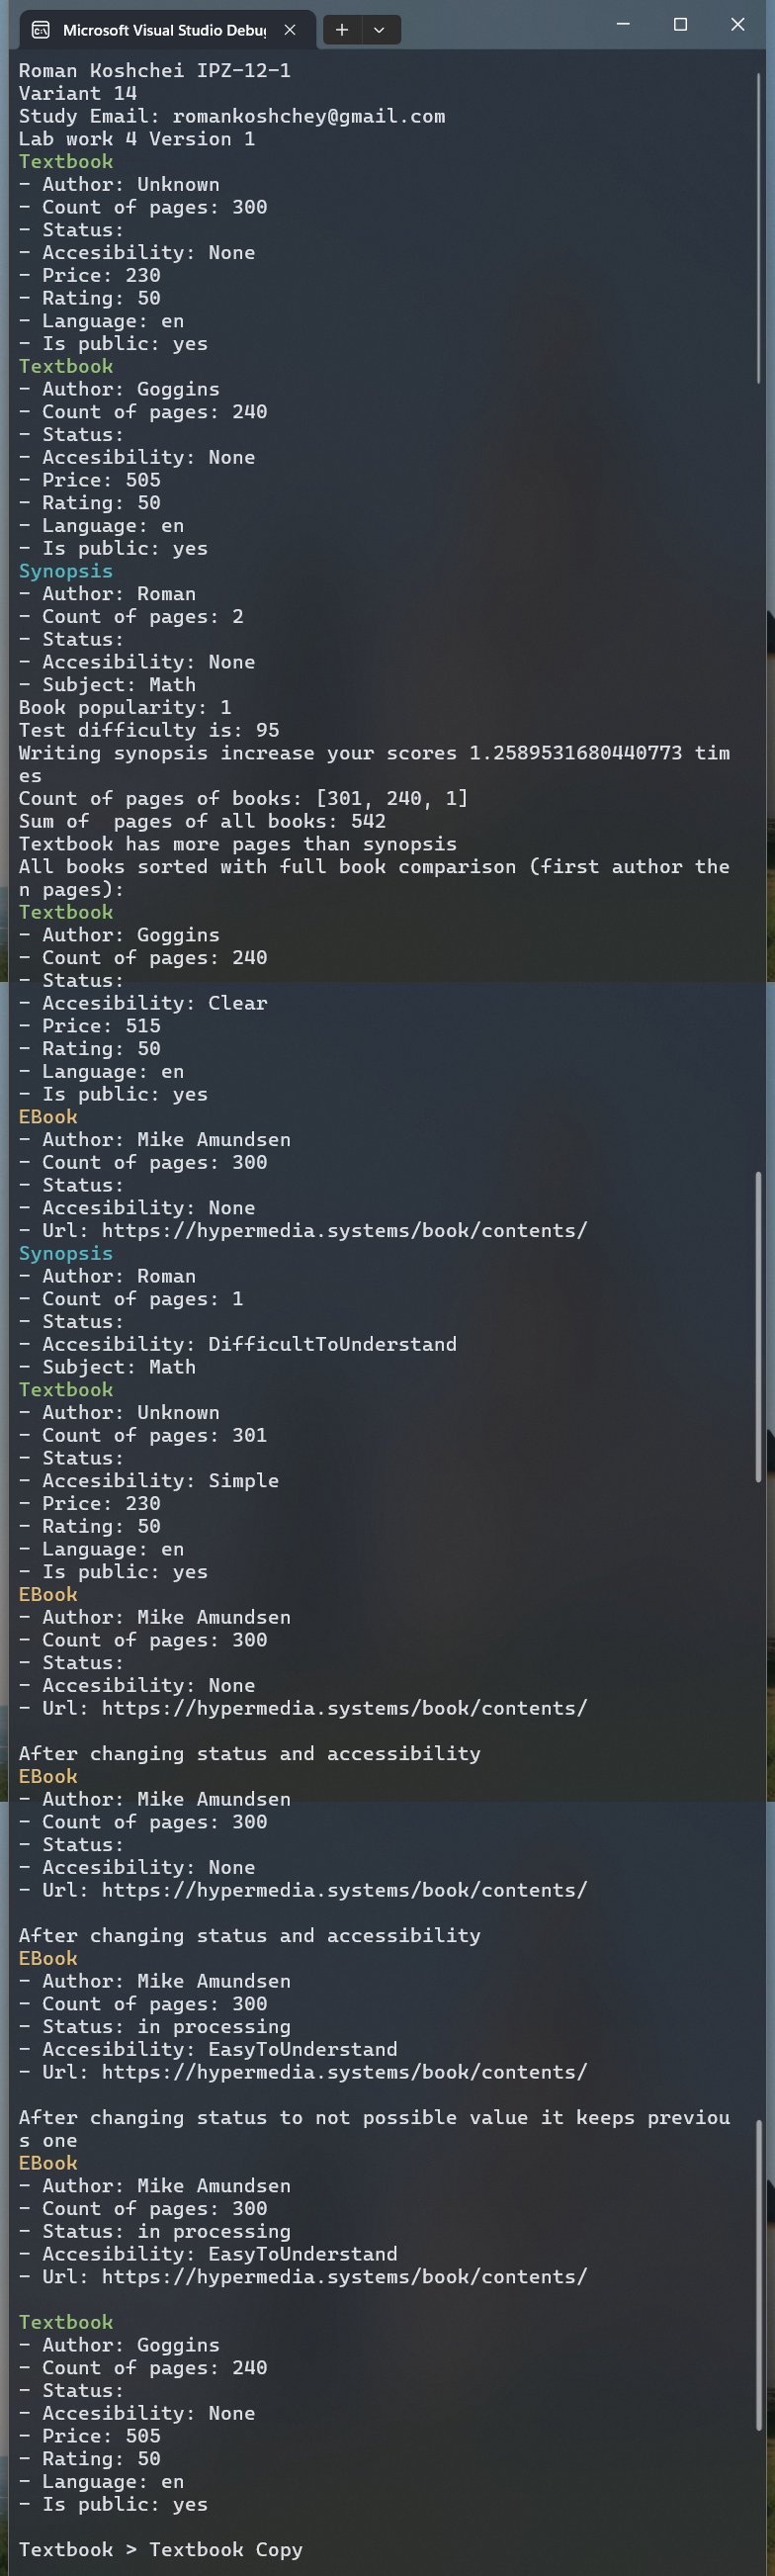 Microsoft Visual Studio Debug
Roman Koshchei IPZ-12-1
Variant 14
Study Email: romankoshchey@gmail.com
Lab work 4 Version 1
Textbook
- Author: Unknown
- Count of pages: 300
- Status:
- Accesibility: None
- Price: 230
- Rating: 50
- Language: en
- Is public: yes
Textbook
- Author: Goggins
- Count of pages: 240
- Status:
- Accesibility: None
- Price: 505
- Rating: 50
- Language: en
- Is public: yes
Synopsis
- Author: Roman
- Count of pages: 2
- Status:
- Accesibility: None
- Subject: Math
Book popularity: 1
Test difficulty is: 95
Writing synopsis increase your scores 1.2589531680440773 tim
es
Count of pages of books: [301, 240, 1]
Sum of  pages of all books: 542
Textbook has more pages than synopsis
All books sorted with full book comparison (first author the
n pages):
Textbook
- Author: Goggins
- Count of pages: 240
- Status:
- Accesibility: Clear
- Price: 515
- Rating: 50
- Language: en
- Is public: yes
EBook
- Author: Mike Amundsen
- Count of pages: 300
- Status:
- Accesibility: None
- Url: https://hypermedia.systems/book/contents/
Synopsis
- Author: Roman
- Count of pages: 1
- Status:
- Accesibility: DifficultToUnderstand
- Subject: Math
Textbook
- Author: Unknown
- Count of pages: 301
- Status:
- Accesibility: Simple
- Price: 230
- Rating: 50
- Language: en
- Is public: yes
EBook
- Author: Mike Amundsen
- Count of pages: 300
- Status:
- Accesibility: None
- Url: https://hypermedia.systems/book/contents/
After changing status and accessibility
EBook
- Author: Mike Amundsen
- Count of pages: 300
- Status:
- Accesibility: None
- Url: https://hypermedia.systems/book/contents/
After changing status and accessibility
EBook
- Author: Mike Amundsen
- Count of pages: 300
- Status: in processing
- Accesibility: EasyToUnderstand
- Url: https://hypermedia.systems/book/contents/
After changing status to not possible value it keeps previou
s one
EBook
- Author: Mike Amundsen
- Count of pages: 300
- Status: in processing
- Accesibility: EasyToUnderstand
- Url: https://hypermedia.systems/book/contents/
Textbook
- Author: Goggins
- Count of pages: 240
- Status:
- Accesibility: None
- Price: 505
- Rating: 50
- Language: en
- Is public: yes
Textbook > Textbook Copy